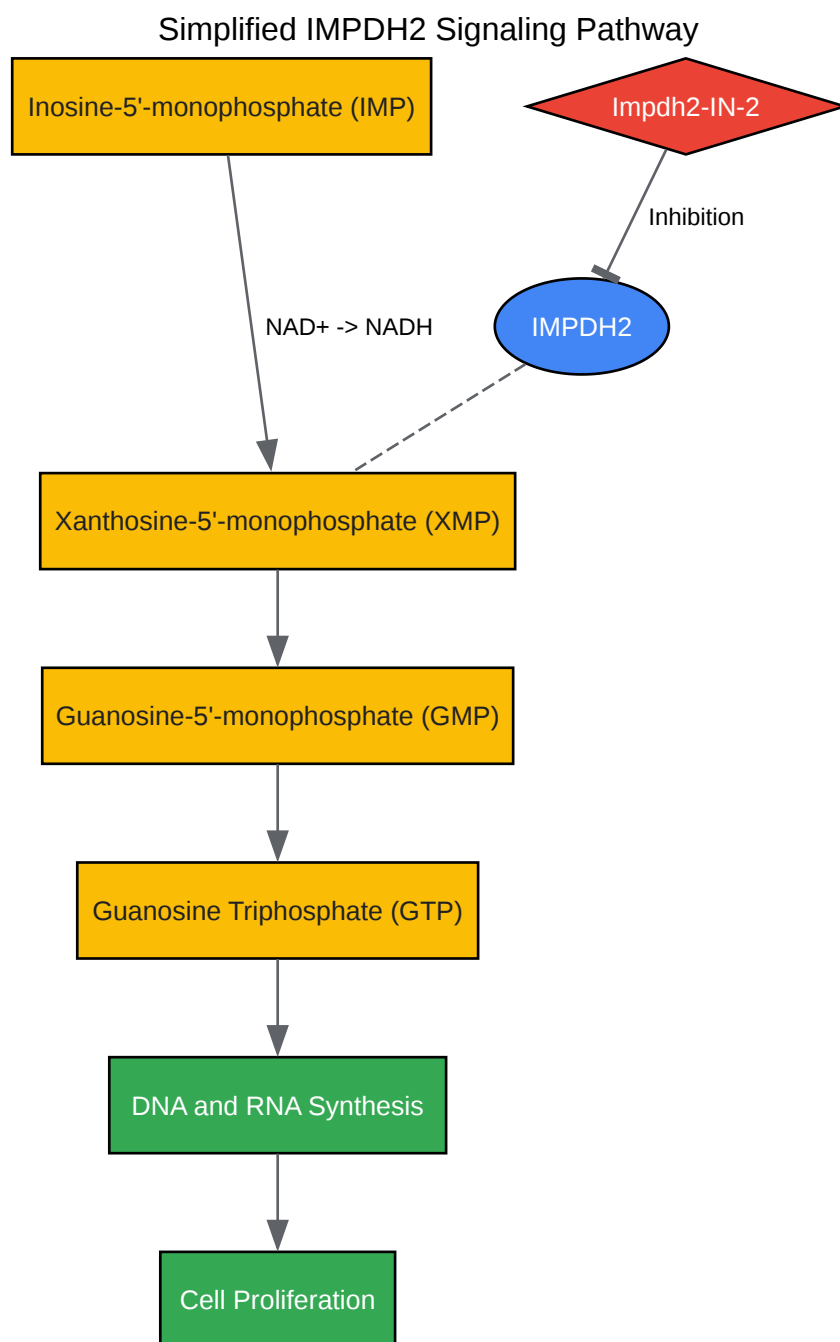 Simplified IMPDH2 Signaling Pathway
Inosine-5'-monophosphate (IMP)
Impdh2-IN-2
Inhibition
NAD+ -> NADH
IMPDH2
Xanthosine-5'-monophosphate (XMP)
Guanosine-5'-monophosphate (GMP)
Guanosine Triphosphate (GTP)
DNA and RNA Synthesis
Cell Proliferation